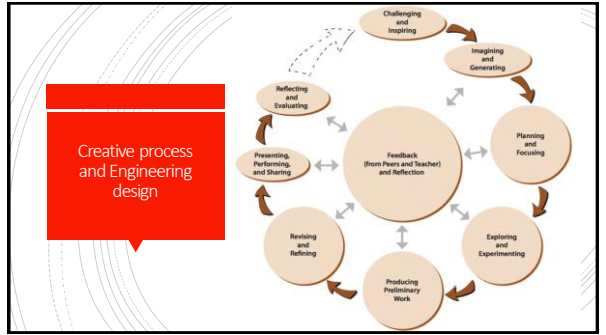 Creative process
and Engineering
design
Challenging
and
Inspiring
Imagining
and
Generating
Planning
and
Focusing
Exploring
and
Experimenting
Producing
Preliminary
Work
Revising
and
Refining
Presenting,
Performing,
and Sharing
Reflecting
and
Evaluating
Feedback
(from Peers and Teacher)
and Reflection